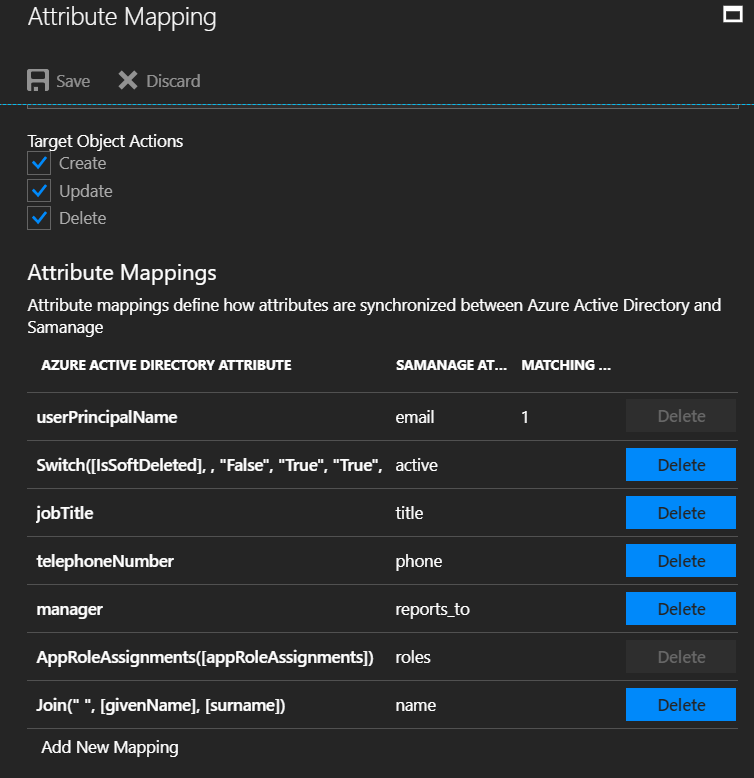 Attribute Mapping
Save Discard
Target Object Actions
Create
Update
Delete
Attribute Mappings
Attribute mappings define how attributes are synchronized between Azure Active Directory and
Samanage
AZURE ACTIVE DIRECTORY ATTRIBUTE SAMANAGE AT... MATCHING ...
userPrincipalName email 1 Delete
Switch([IsSoftDeleted], , "False", "True", "True", active Delete
jobTitle title Delete
telephoneNumber phone Delete
manager reports_to Delete
AppRoleAssignments([appRoleAssignments]) roles Delete
Join(" ", [givenName], [surname]) name Delete
Add New Mapping